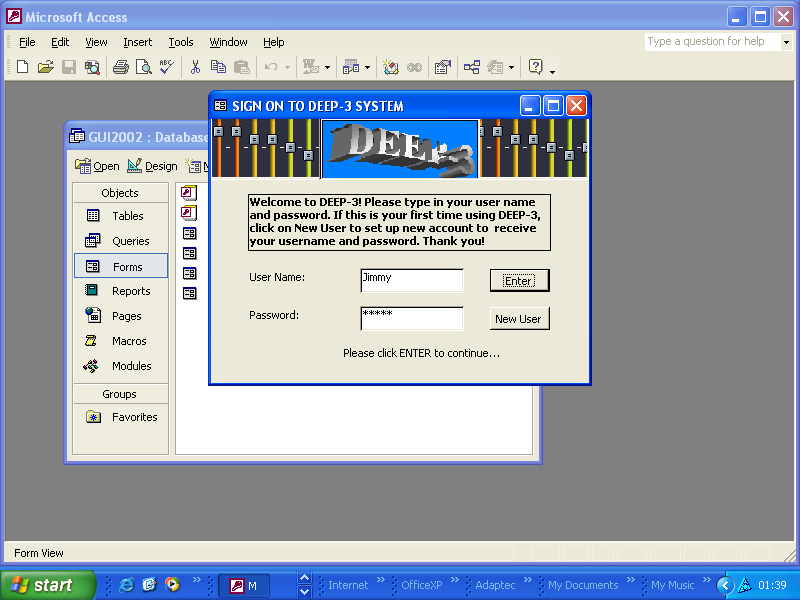 Microsoft Access
File Edit View Insert Tools Window Help
Type a question for help
SIGN ON TO DEEP-3 SYSTEM
DEEP-3
GUI2002 : Database
Open Design
Objects
Tables
Queries
Forms
Reports
Pages
Macros
Modules
Groups
Favorites
Welcome to DEEP-3! Please type in your user name
and password. If this is your first time using DEEP-3,
click on New User to set up new account to receive
your username and password. Thank you!
User Name: Jimmy Enter
Password: ***** New User
Please click ENTER to continue...
Form View
start M Internet OfficeXP Adaptec My Documents My Music 01:39